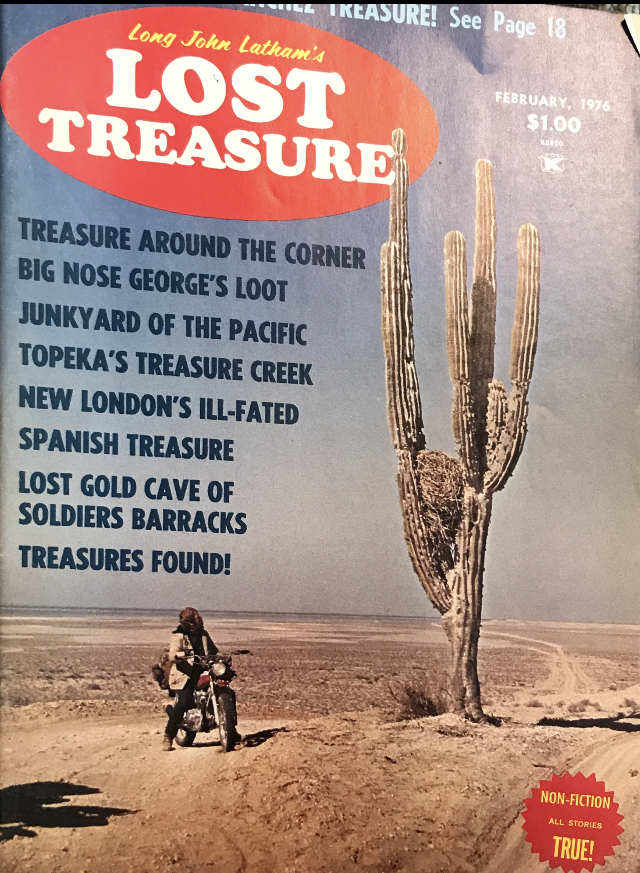 TREASURE! See Page 18
Long John Latham's
LOST
TREASURE
FEBRUARY, 1976
$1.00
K
TREASURE AROUND THE CORNER
BIG NOSE GEORGE'S LOOT
JUNKYARD OF THE PACIFIC
TOPEKA'S TREASURE CREEK
NEW LONDON'S ILL-FATED
SPANISH TREASURE
LOST GOLD CAVE OF
SOLDIERS BARRACKS
TREASURES FOUND!
NON-FICTION
ALL STORIES
TRUE!